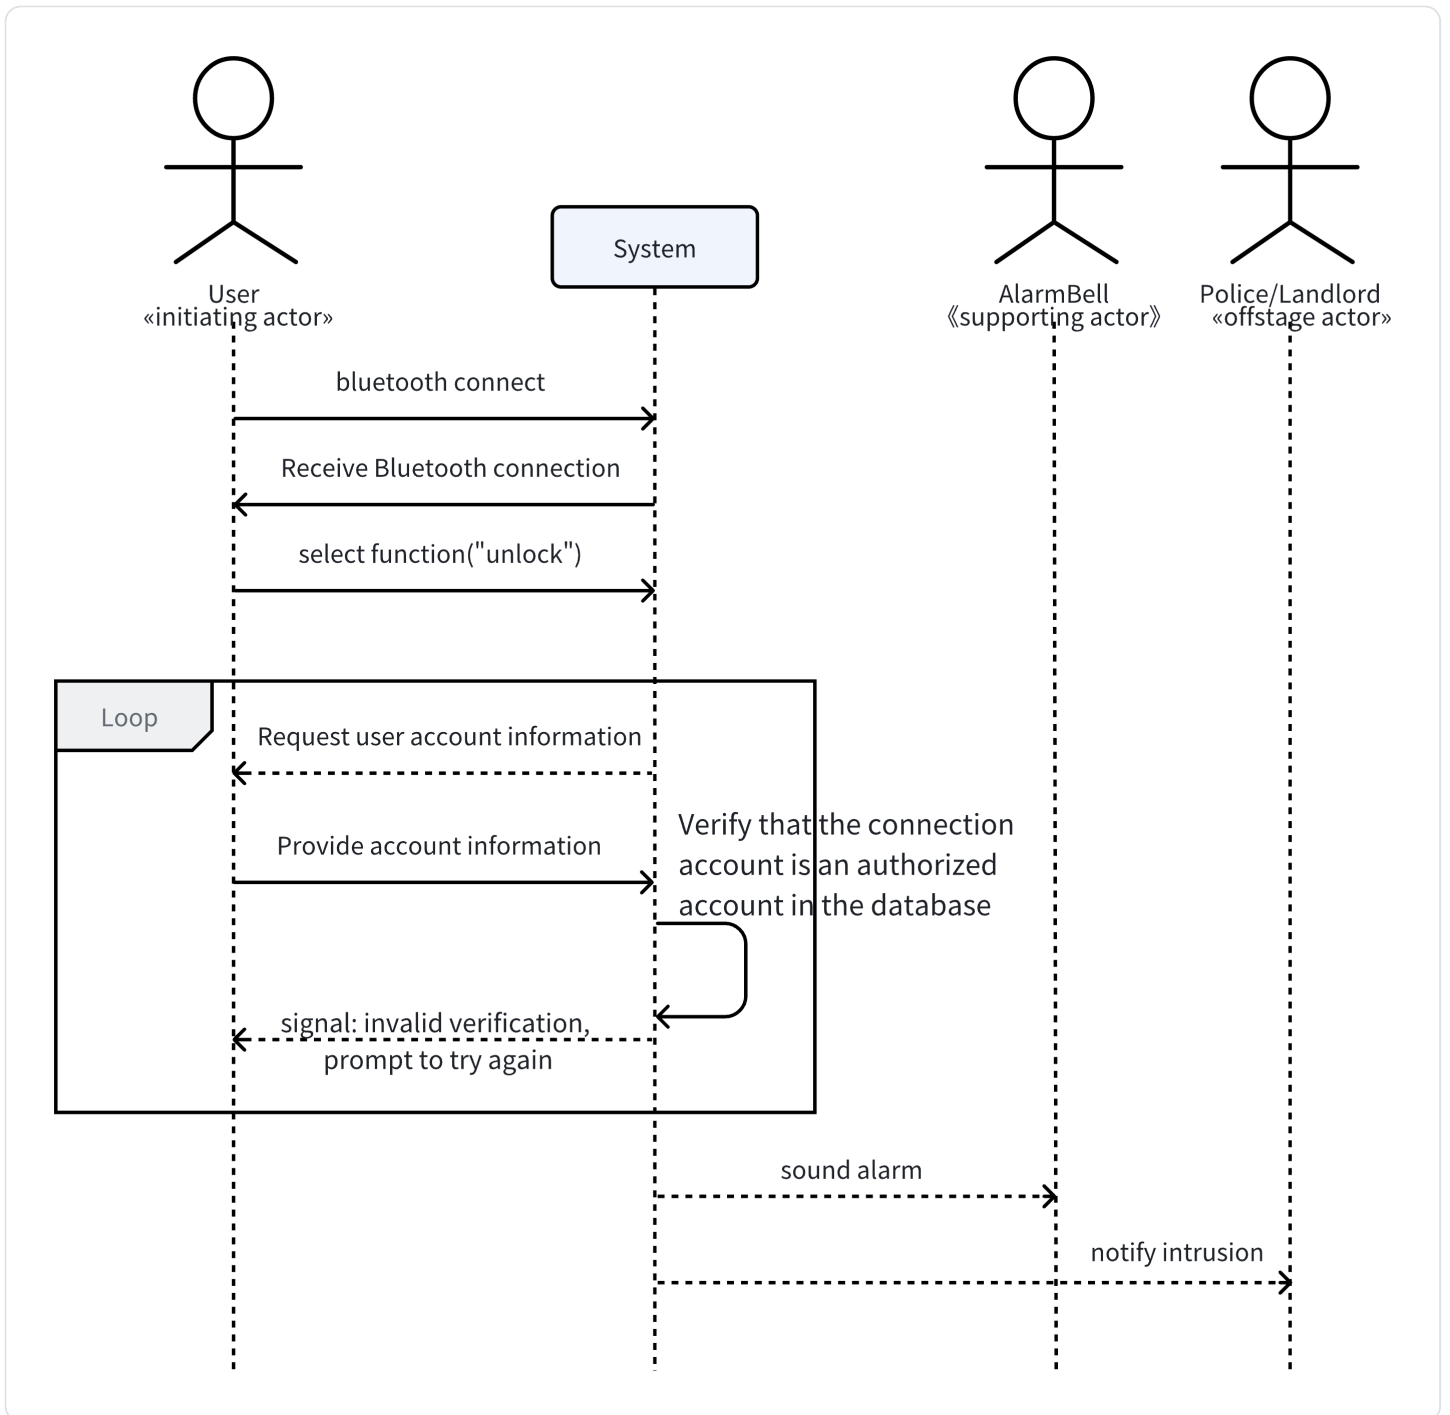 System
User
«initiating actor»
AlarmBell
《supporting actor》
Police/Landlord
«offstage actor»
bluetooth connect
Receive Bluetooth connection
select function("unlock")
Loop
Request user account information
Verify that the connection
account is an authorized
account in the database
Provide account information
signal: invalid verification,
prompt to try again
sound alarm
notify intrusion